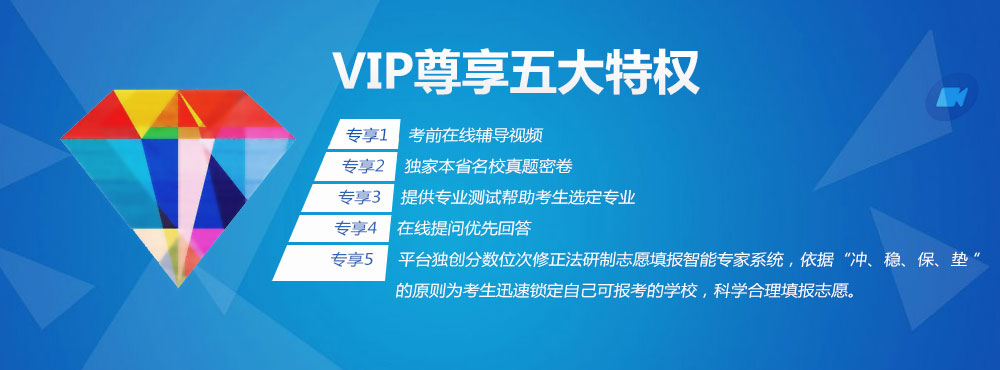 VIP尊享五大特权
专享1 考前在线辅导视频
专享2 独家本省名校真题密卷
专享3 提供专业测试帮助考生选定专业
专享4 在线提问优先回答
专享5 平台独创分数位次修正法研制志愿填报智能专家系统，依据“冲、稳、保、垫”
的原则为考生迅速锁定自己可报考的学校，科学合理填报志愿。